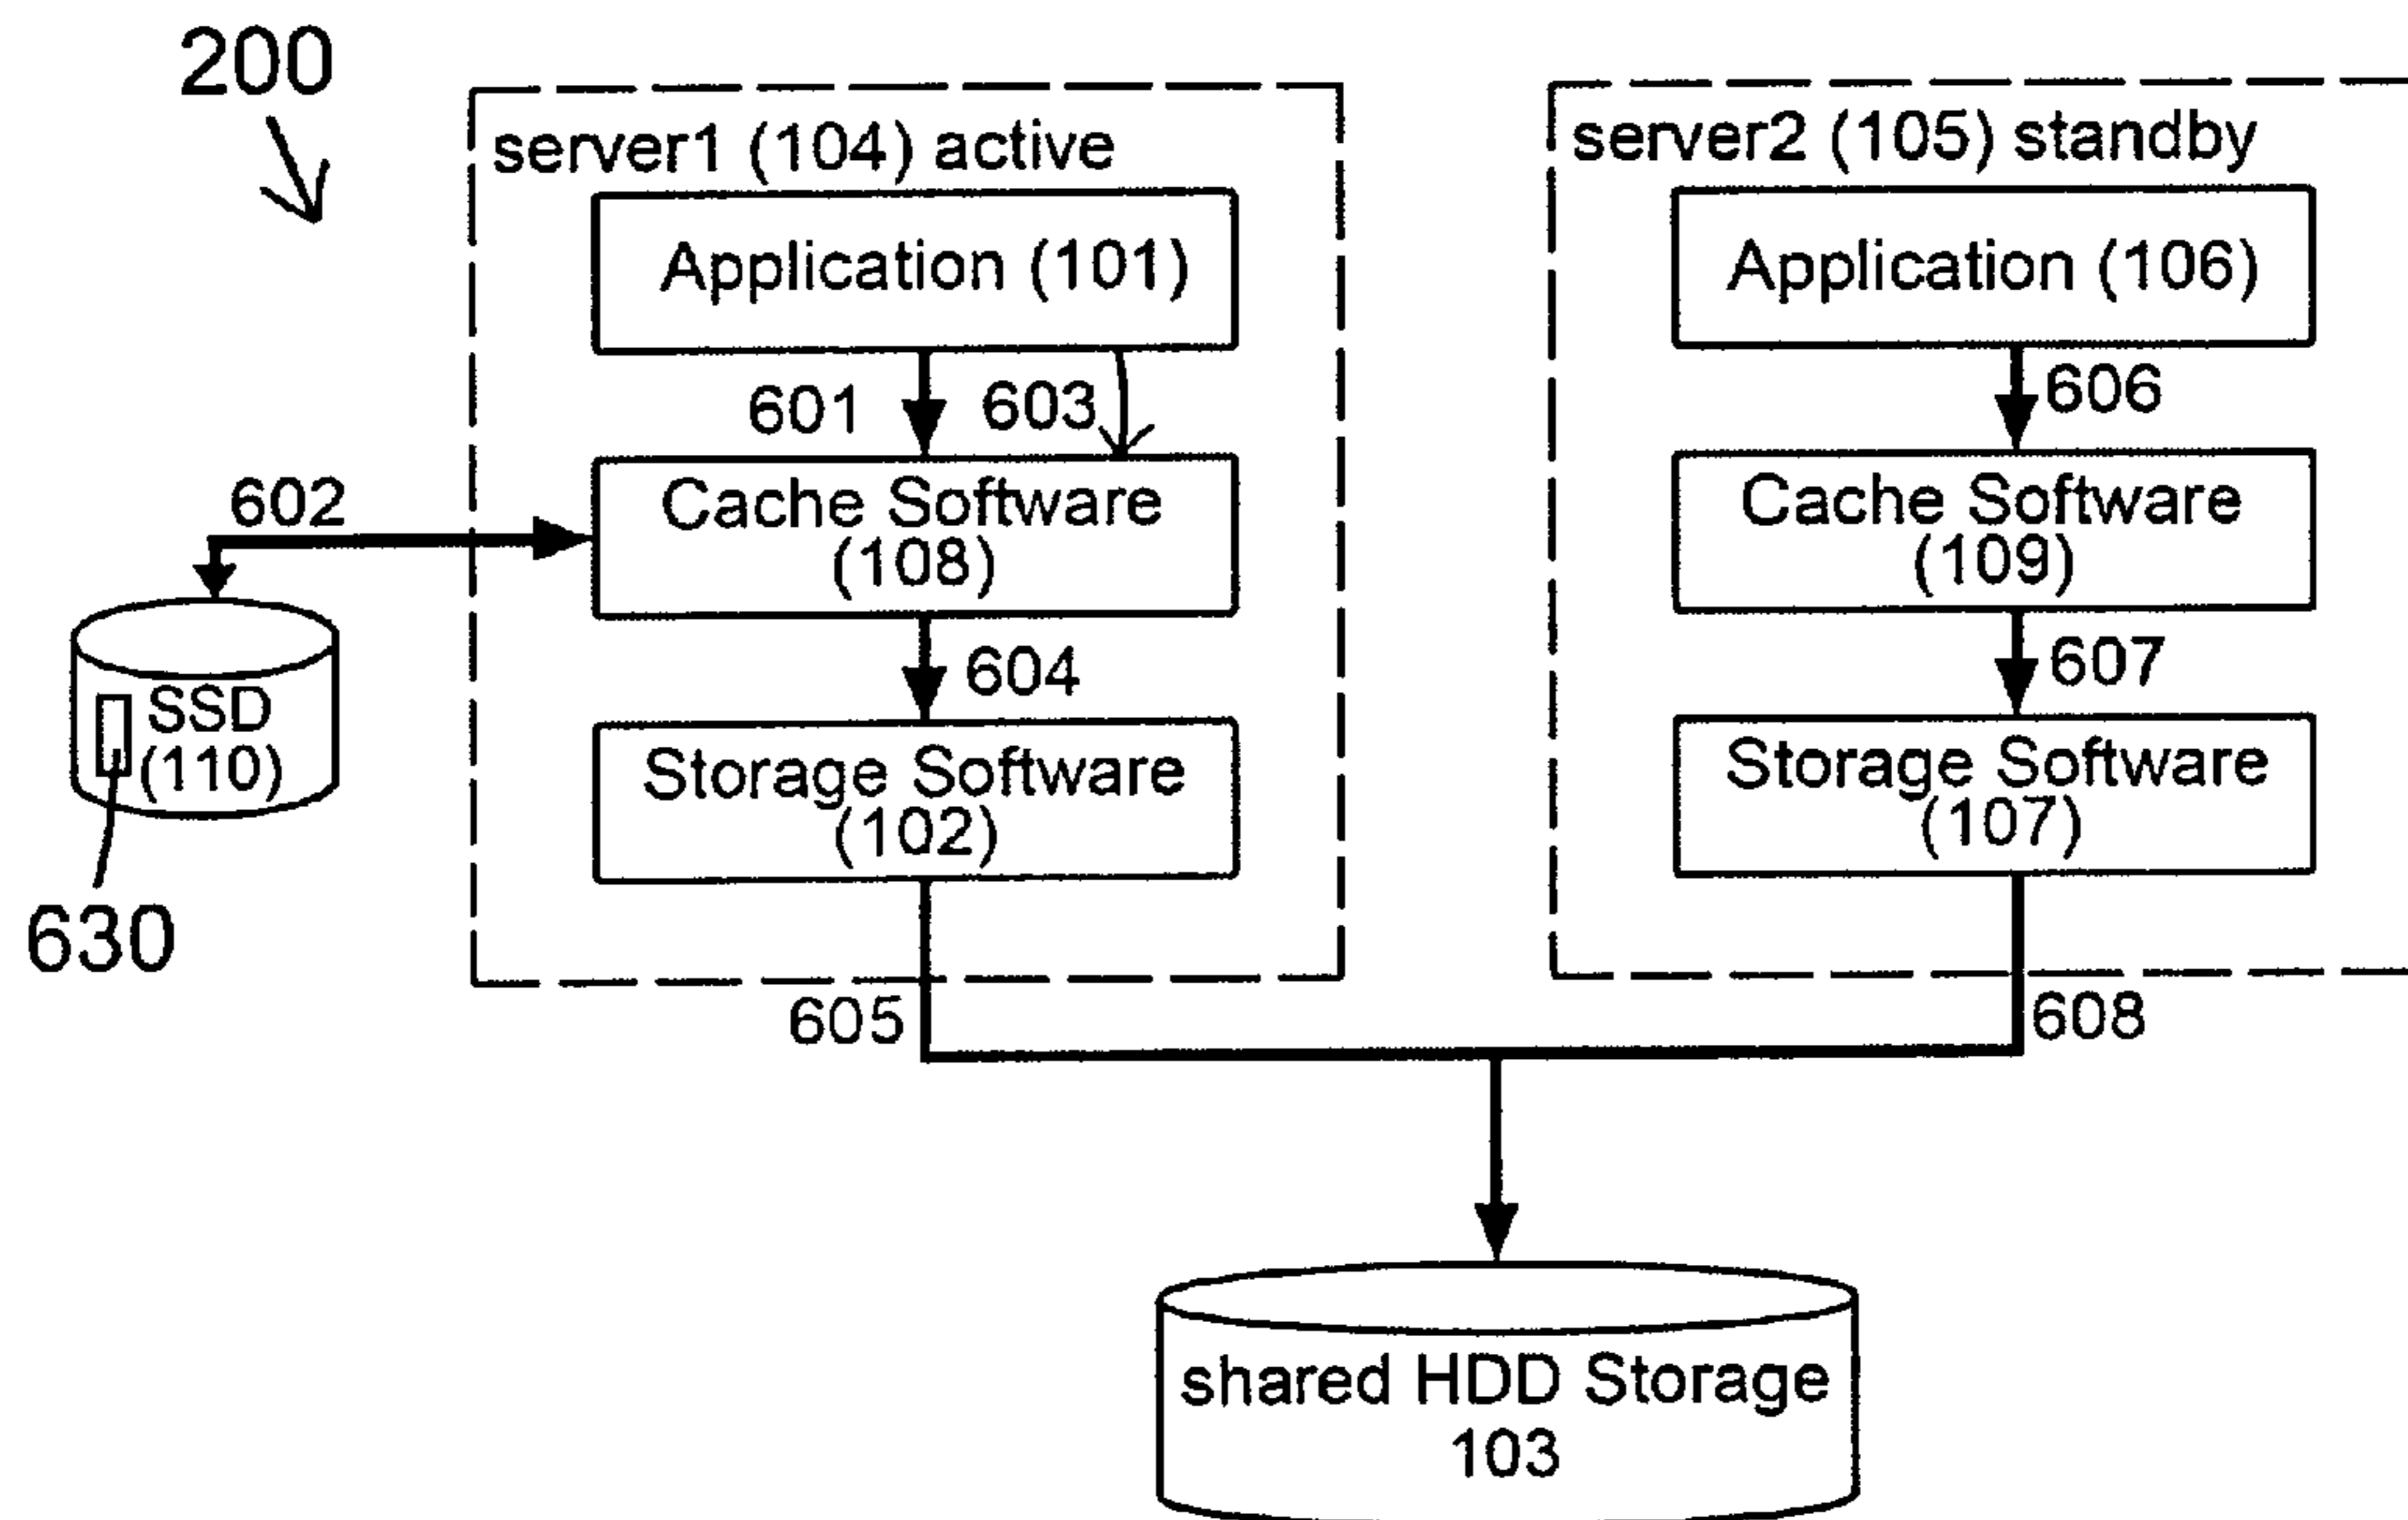 200
server1 (104) active
Application (101)
601
603
Cache Software
(108)
602
604
SSD
(110)
630
Storage Software
(102)
605
server2 (105) standby
Application (106)
606
Cache Software
(109)
607
Storage Software
(107)
608
shared HDD Storage
103